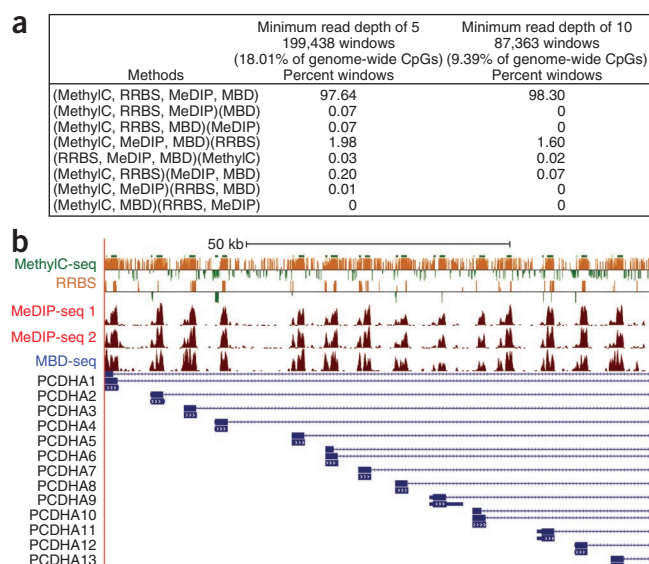 a
Minimum read depth of 5 Minimum read depth of 10
199,438 windows 87,363 windows
(18.01% of genome-wide CpGs) (9.39% of genome-wide CpGs)
Methods Percent windows Percent windows
(MethylC, RRBS, MeDIP, MBD) 97.64 98.30
(MethylC, RRBS, MeDIP)(MBD) 0.07 0
(MethylC, RRBS, MBD)(MeDIP) 0.07 0
(MethylC, MeDIP, MBD)(RRBS) 1.98 1.60
(RRBS, MeDIP, MBD)(MethylC) 0.03 0.02
(MethylC, RRBS)(MeDIP, MBD) 0.20 0.07
(MethylC, MeDIP)(RRBS, MBD) 0.01 0
(MethylC, MBD)(RRBS, MeDIP) 0 0
b
50 kb
MethylC-seq
RRBS
MeDIP-seq 1
MeDIP-seq 2
MBD-seq
PCDHA1
PCDHA2
PCDHA3
PCDHA4
PCDHA5
PCDHA6
PCDHA7
PCDHA8
PCDHA9
PCDHA10
PCDHA11
PCDHA12
PCDHA13